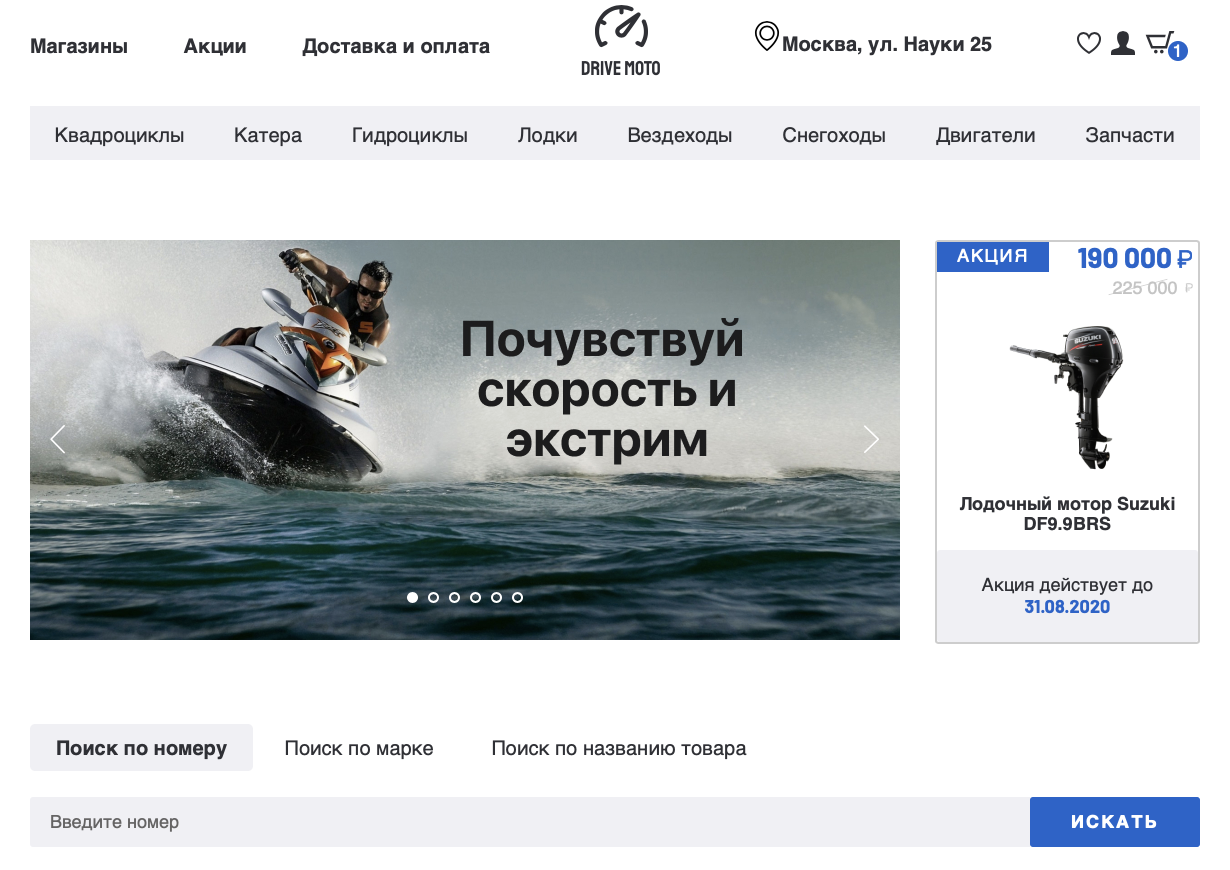 Магазины
Акции
Доставка и оплата
DRIVE MOTO
Москва, ул. Науки 25
1
Квадроциклы
Катера
Гидроциклы
Лодки
Вездеходы
Снегоходы
Двигатели
Запчасти
Почувствуй
скорость и
экстрим
АКЦИЯ
190 000 ₽
225 000 ₽
SUZUKI
Лодочный мотор Suzuki
DF9.9BRS
Акция действует до
31.08.2020
Поиск по номеру
Поиск по марке
Поиск по названию товара
Введите номер
ИСКАТЬ